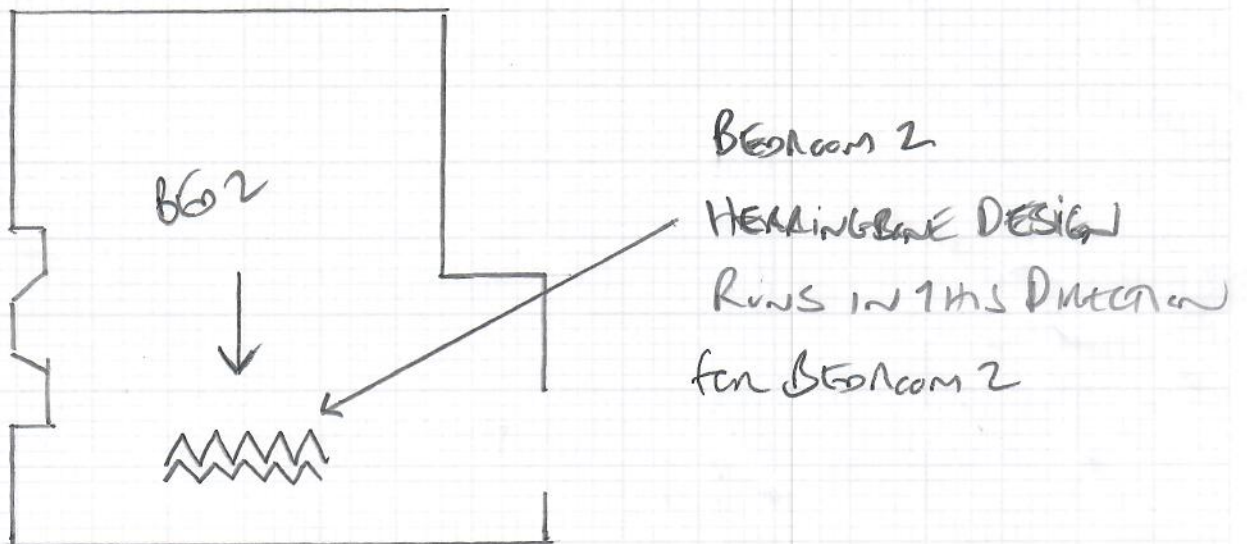 BED 2
BEDROOM 2
HERRINGBONE DESIGN
RUNS IN THIS DIRECTION
for BEDROOM 2